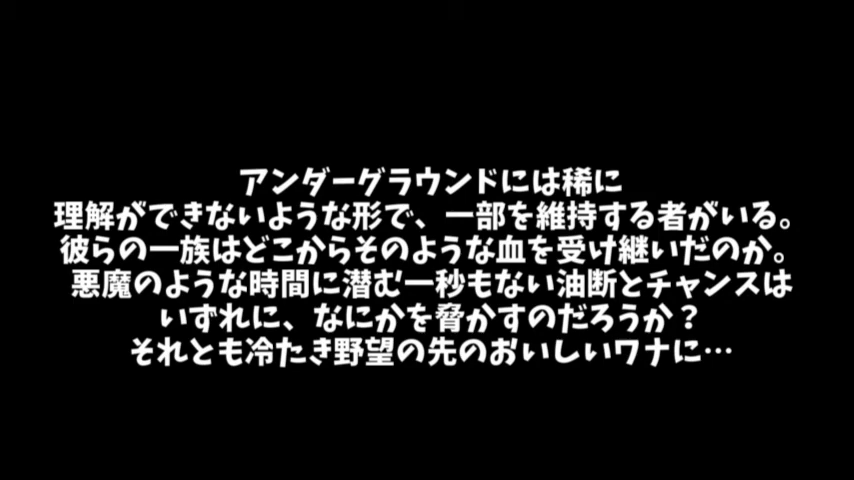 アンダーグラウンドには稀に
理解ができないような形で、一部を維持する者がいる。
彼らの一族はどこからそのような血を受け継いだのか。
悪魔のような時間に潜む一秒もない油断とチャンスは
いずれに、なにかを脅かすのだろうか？
それとも冷たき野望の先のおいしいワナに…